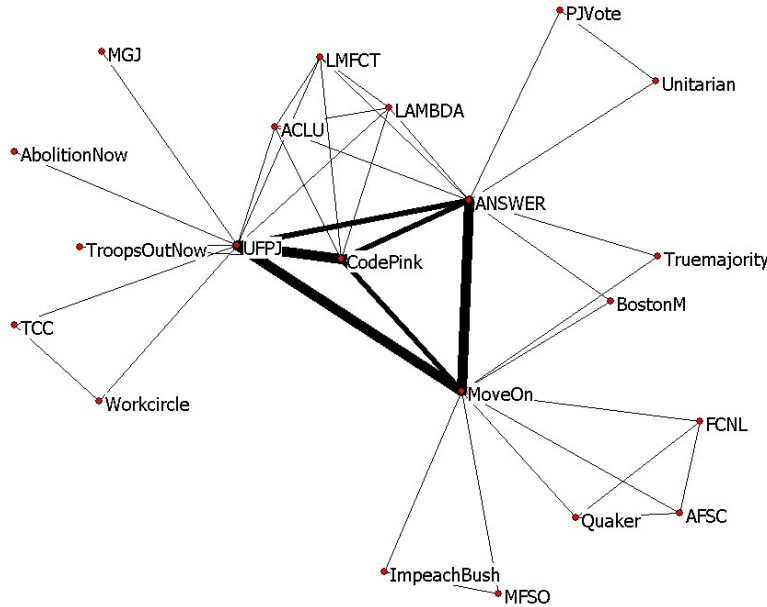 PJVote
MGJ
LMFCT
Unitarian
LAMBDA
ACLU
AbolitionNow
ANSWER
TroopsOutNow
UFPJ
CodePink
Truemajority
BostonM
TCC
MoveOn
Workcircle
FCNL
AFSC
Quaker
ImpeachBush
MFSO